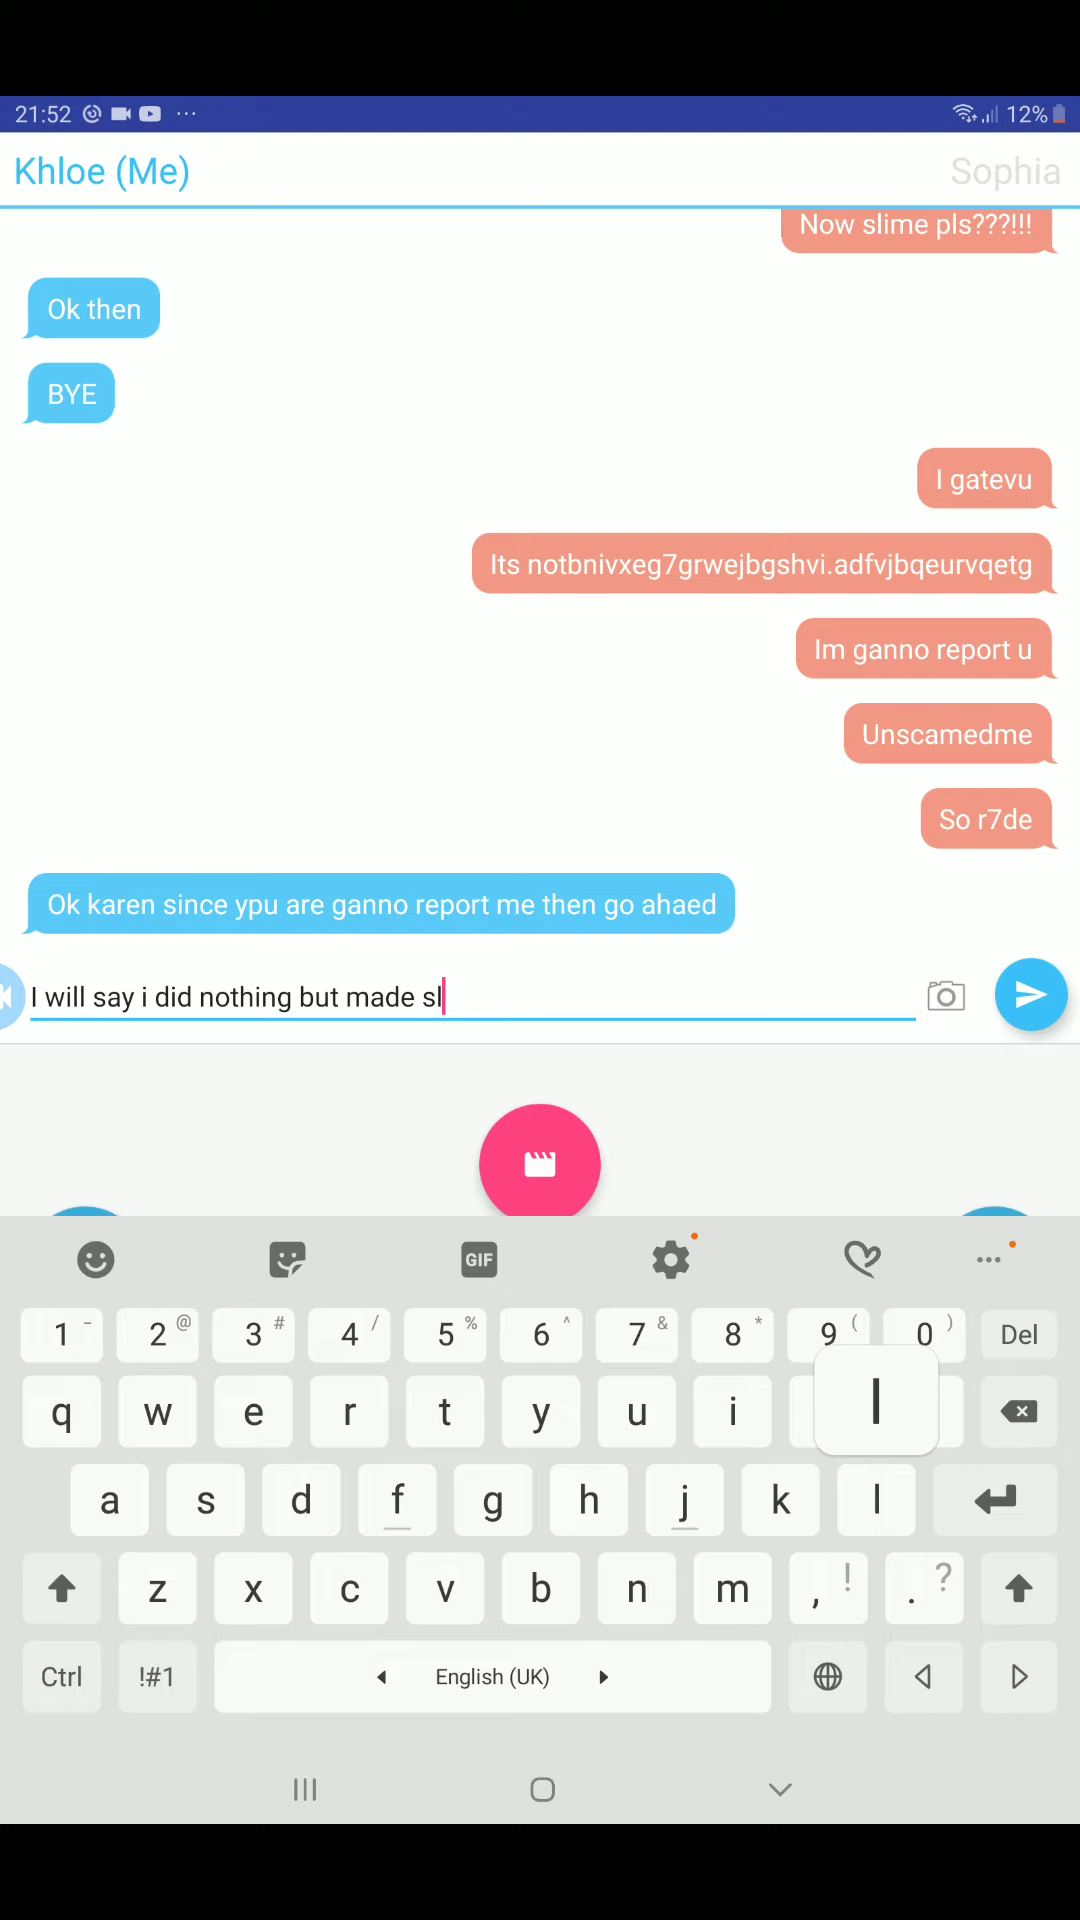 21:52 ... 12%
Khloe (Me) Sophia
Now slime pls???!!!
Ok then
BYE
I gatevu
Its notbnivxeg7grwejbgshvi.adfvjbqeurvqetg
Im ganno report u
Unscamedme
So r7de
Ok karen since ypu are ganno report me then go ahaed
I will say i did nothing but made sl
GIF ...
1 - 2 @ 3 # 4 / 5 % 6 ^ 7 & 8 * 9 ( 0 ) Del
q w e r t y u i l
a s d f g h j k l
z x c v b n m , ! . ?
Ctrl !#1 English (UK)